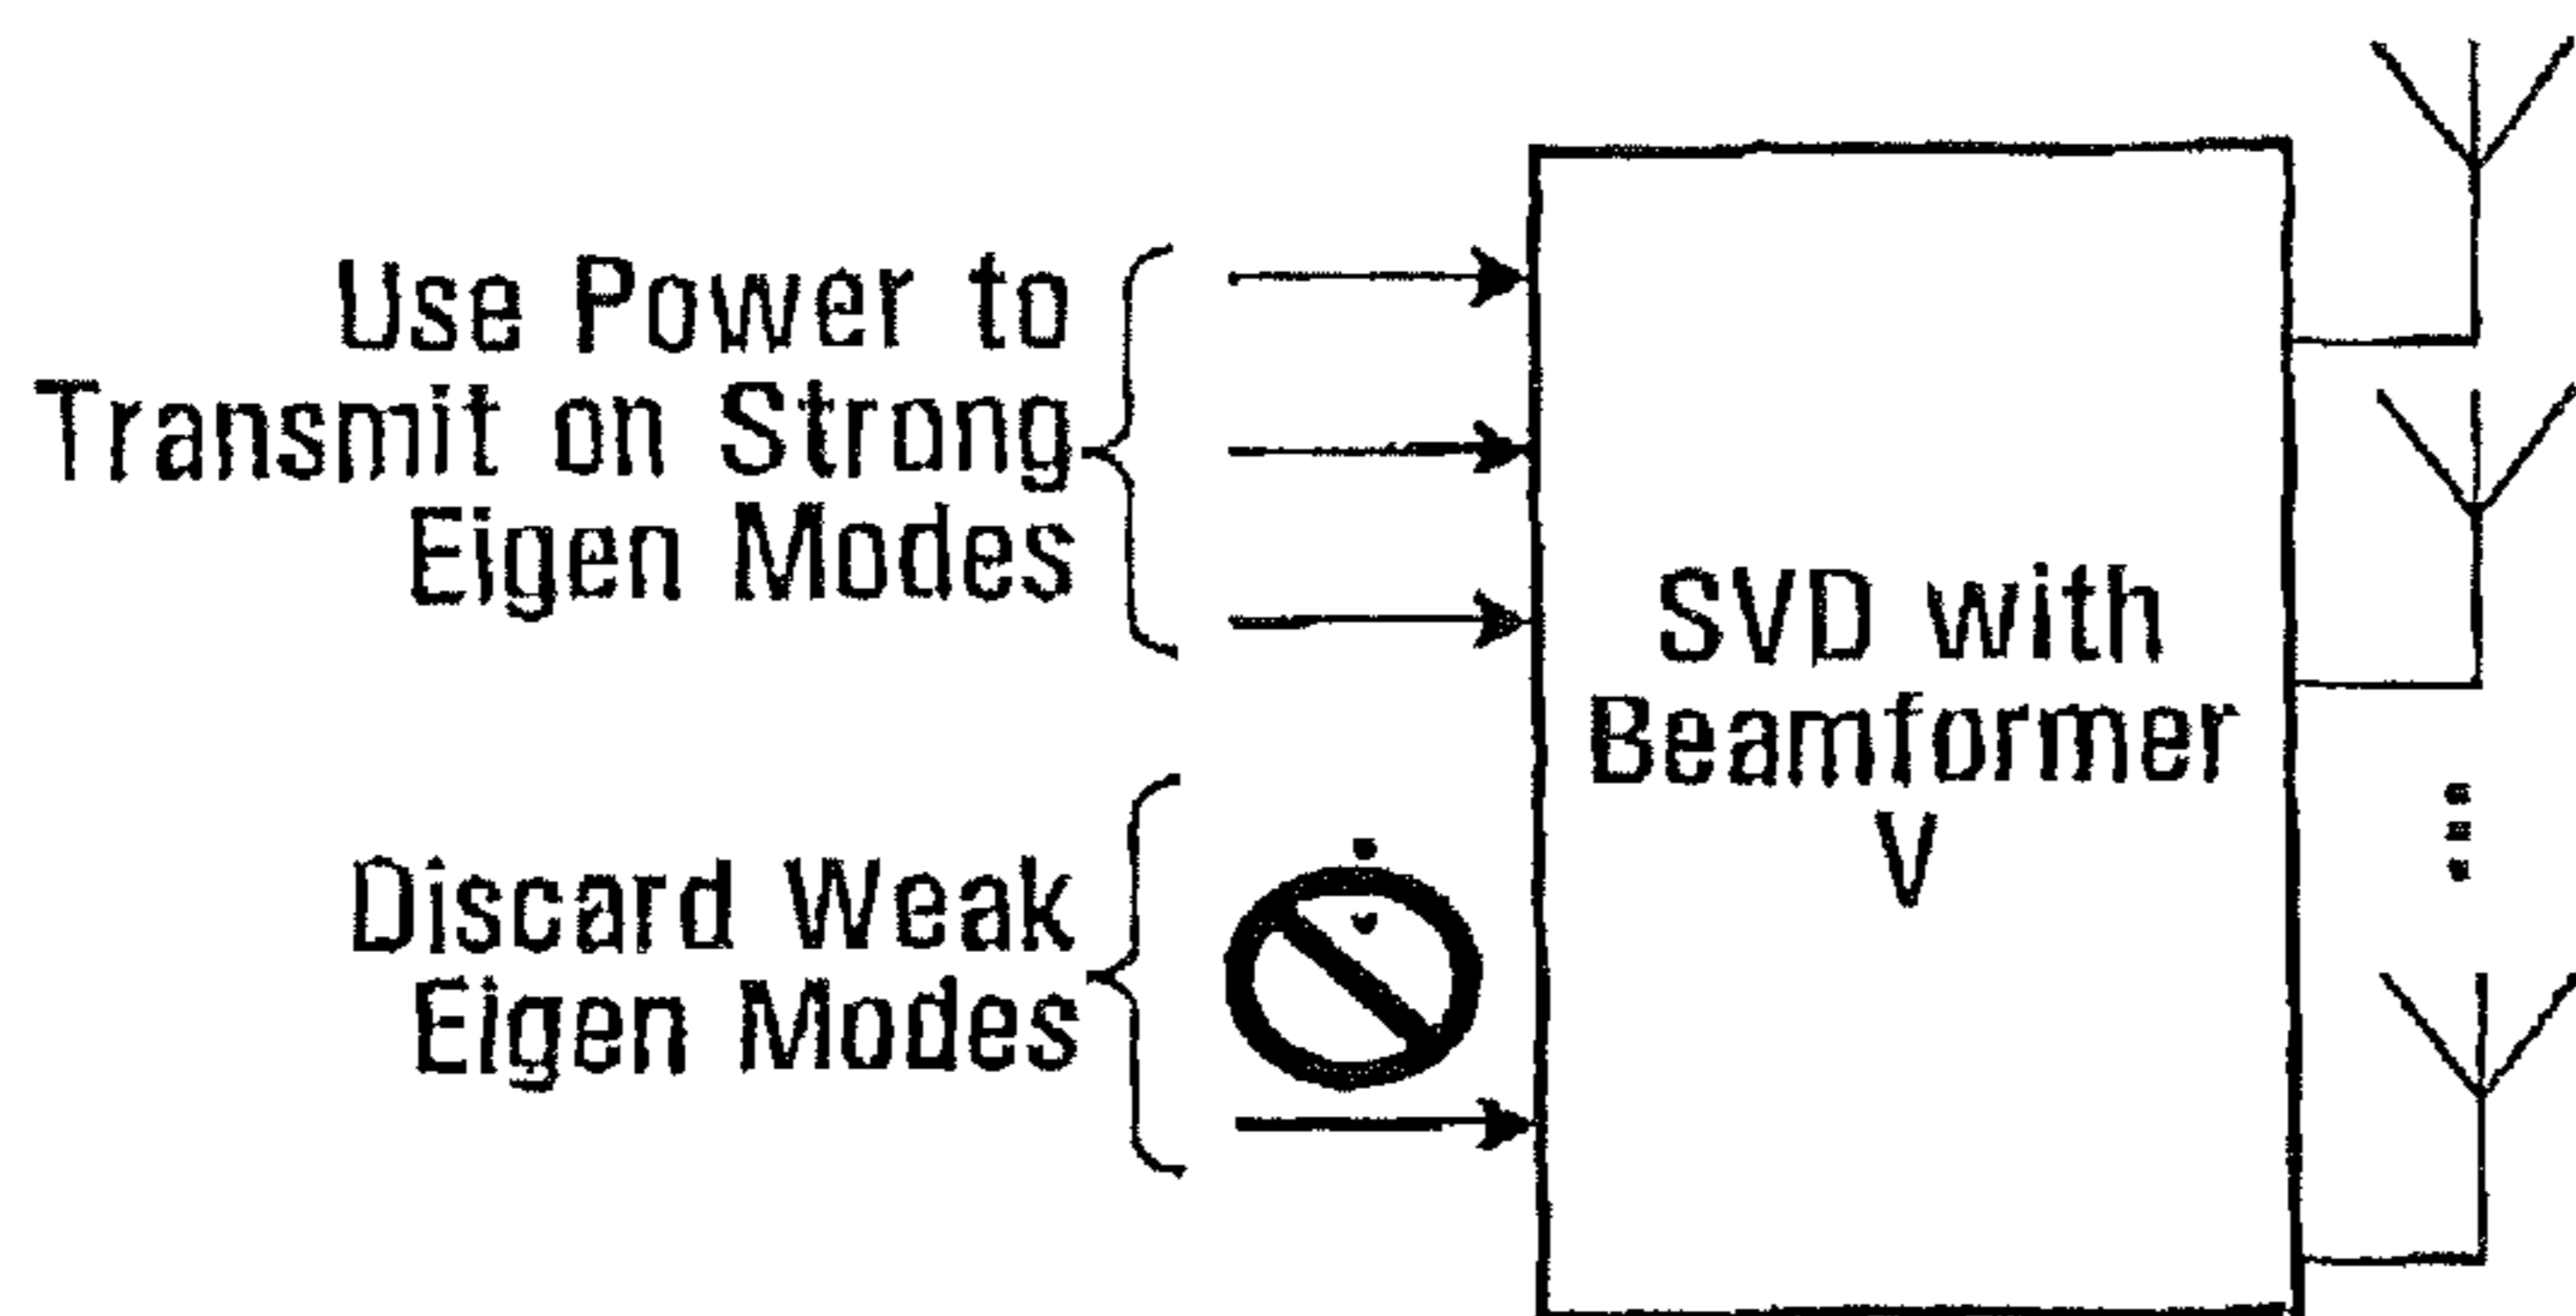 Use Power to
Transmit on Strong
Eigen Modes
SVD with
Beamformer
V
Discard Weak
Eigen Modes